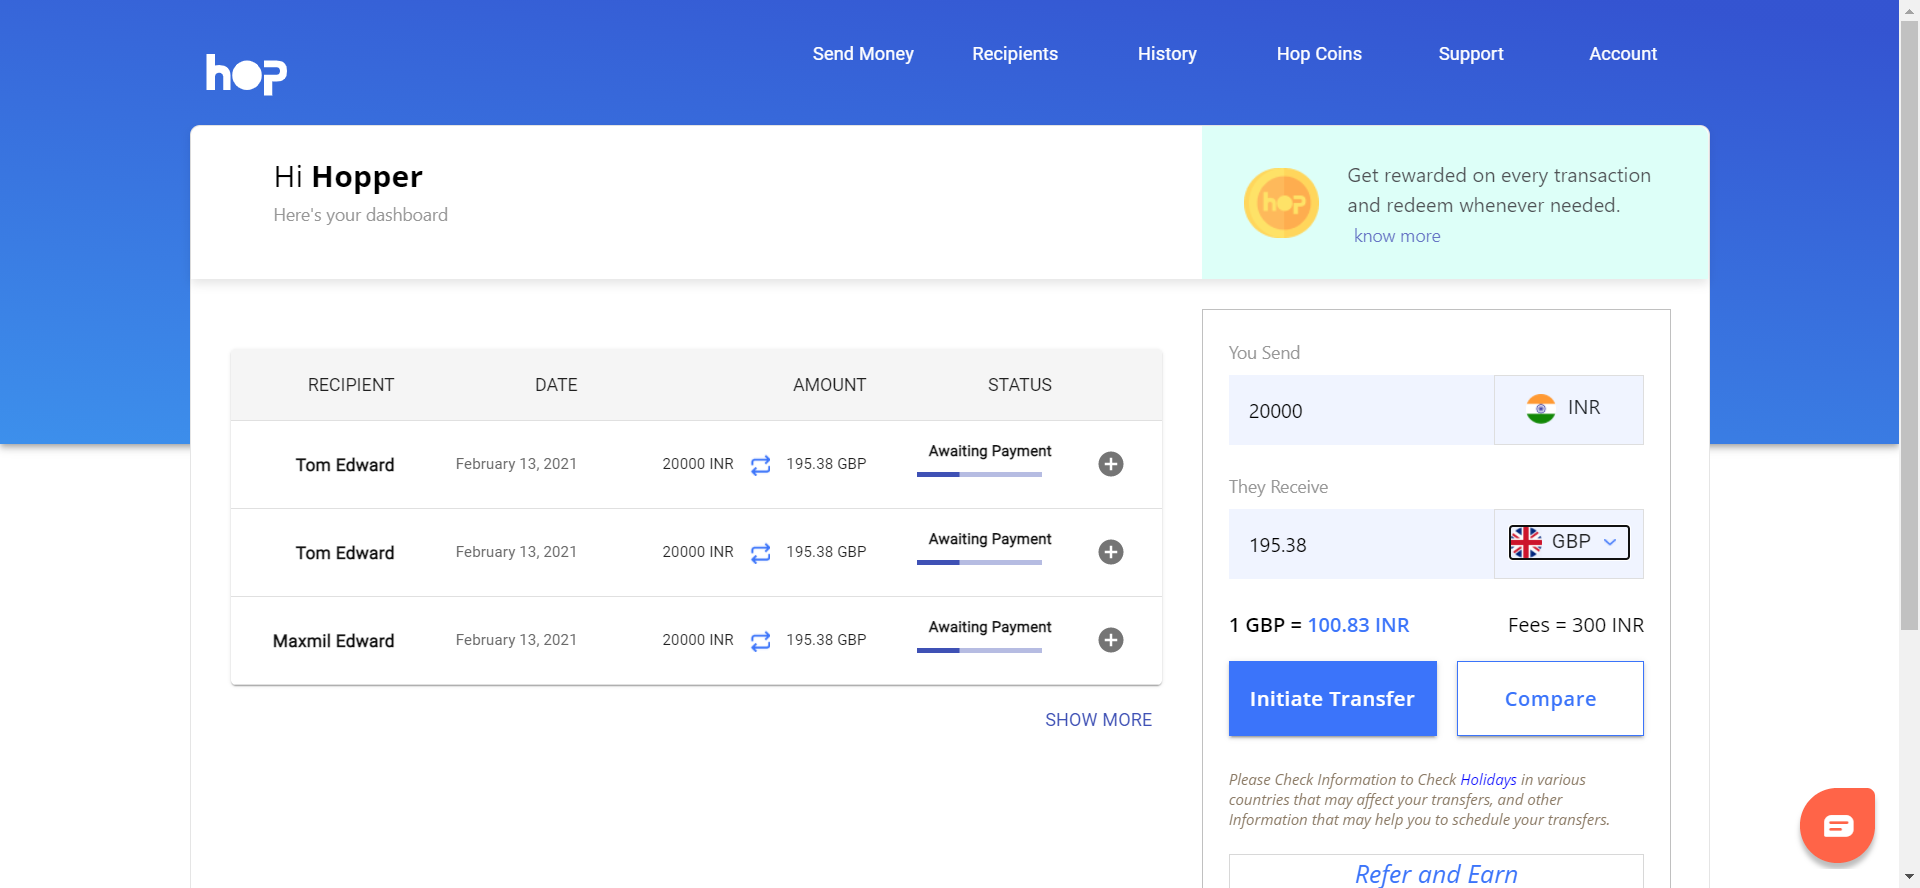 hop
Send Money Recipients History Hop Coins Support Account
Hi Hopper
Here's your dashboard
hop
Get rewarded on every transaction
and redeem whenever needed.
know more
RECIPIENT DATE AMOUNT STATUS
Tom Edward February 13, 2021 20000 INR 195.38 GBP Awaiting Payment
Tom Edward February 13, 2021 20000 INR 195.38 GBP Awaiting Payment
Maxmil Edward February 13, 2021 20000 INR 195.38 GBP Awaiting Payment
SHOW MORE
You Send
20000 INR
They Receive
195.38 GBP
1 GBP = 100.83 INR Fees = 300 INR
Initiate Transfer Compare
Please Check Information to Check Holidays in various
countries that may affect your transfers, and other
Information that may help you to schedule your transfers.
Refer and Earn